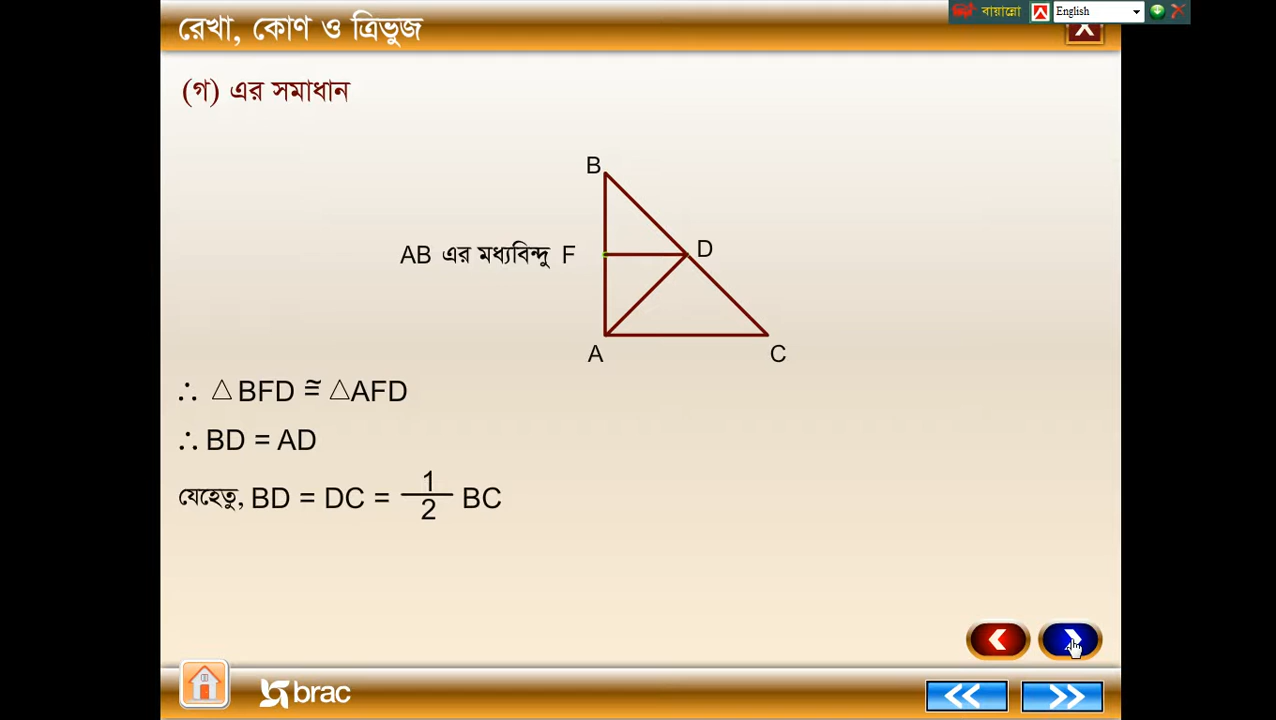 বায়ান্নো English
রেখা, কোণ ও ত্রিভুজ
(গ) এর সমাধান
B
AB এর মধ্যবিন্দু F
D
A
C
∴ △BFD ≅ △AFD
∴ BD = AD
যেহেতু, BD = DC = 1/2 BC
brac